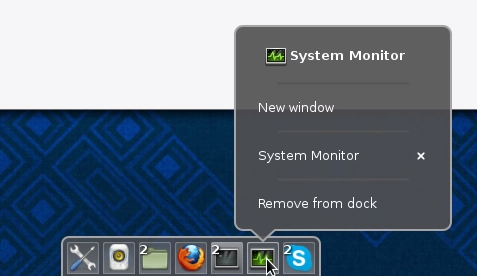 System Monitor
New window
System Monitor ×
Remove from dock
2 2 2